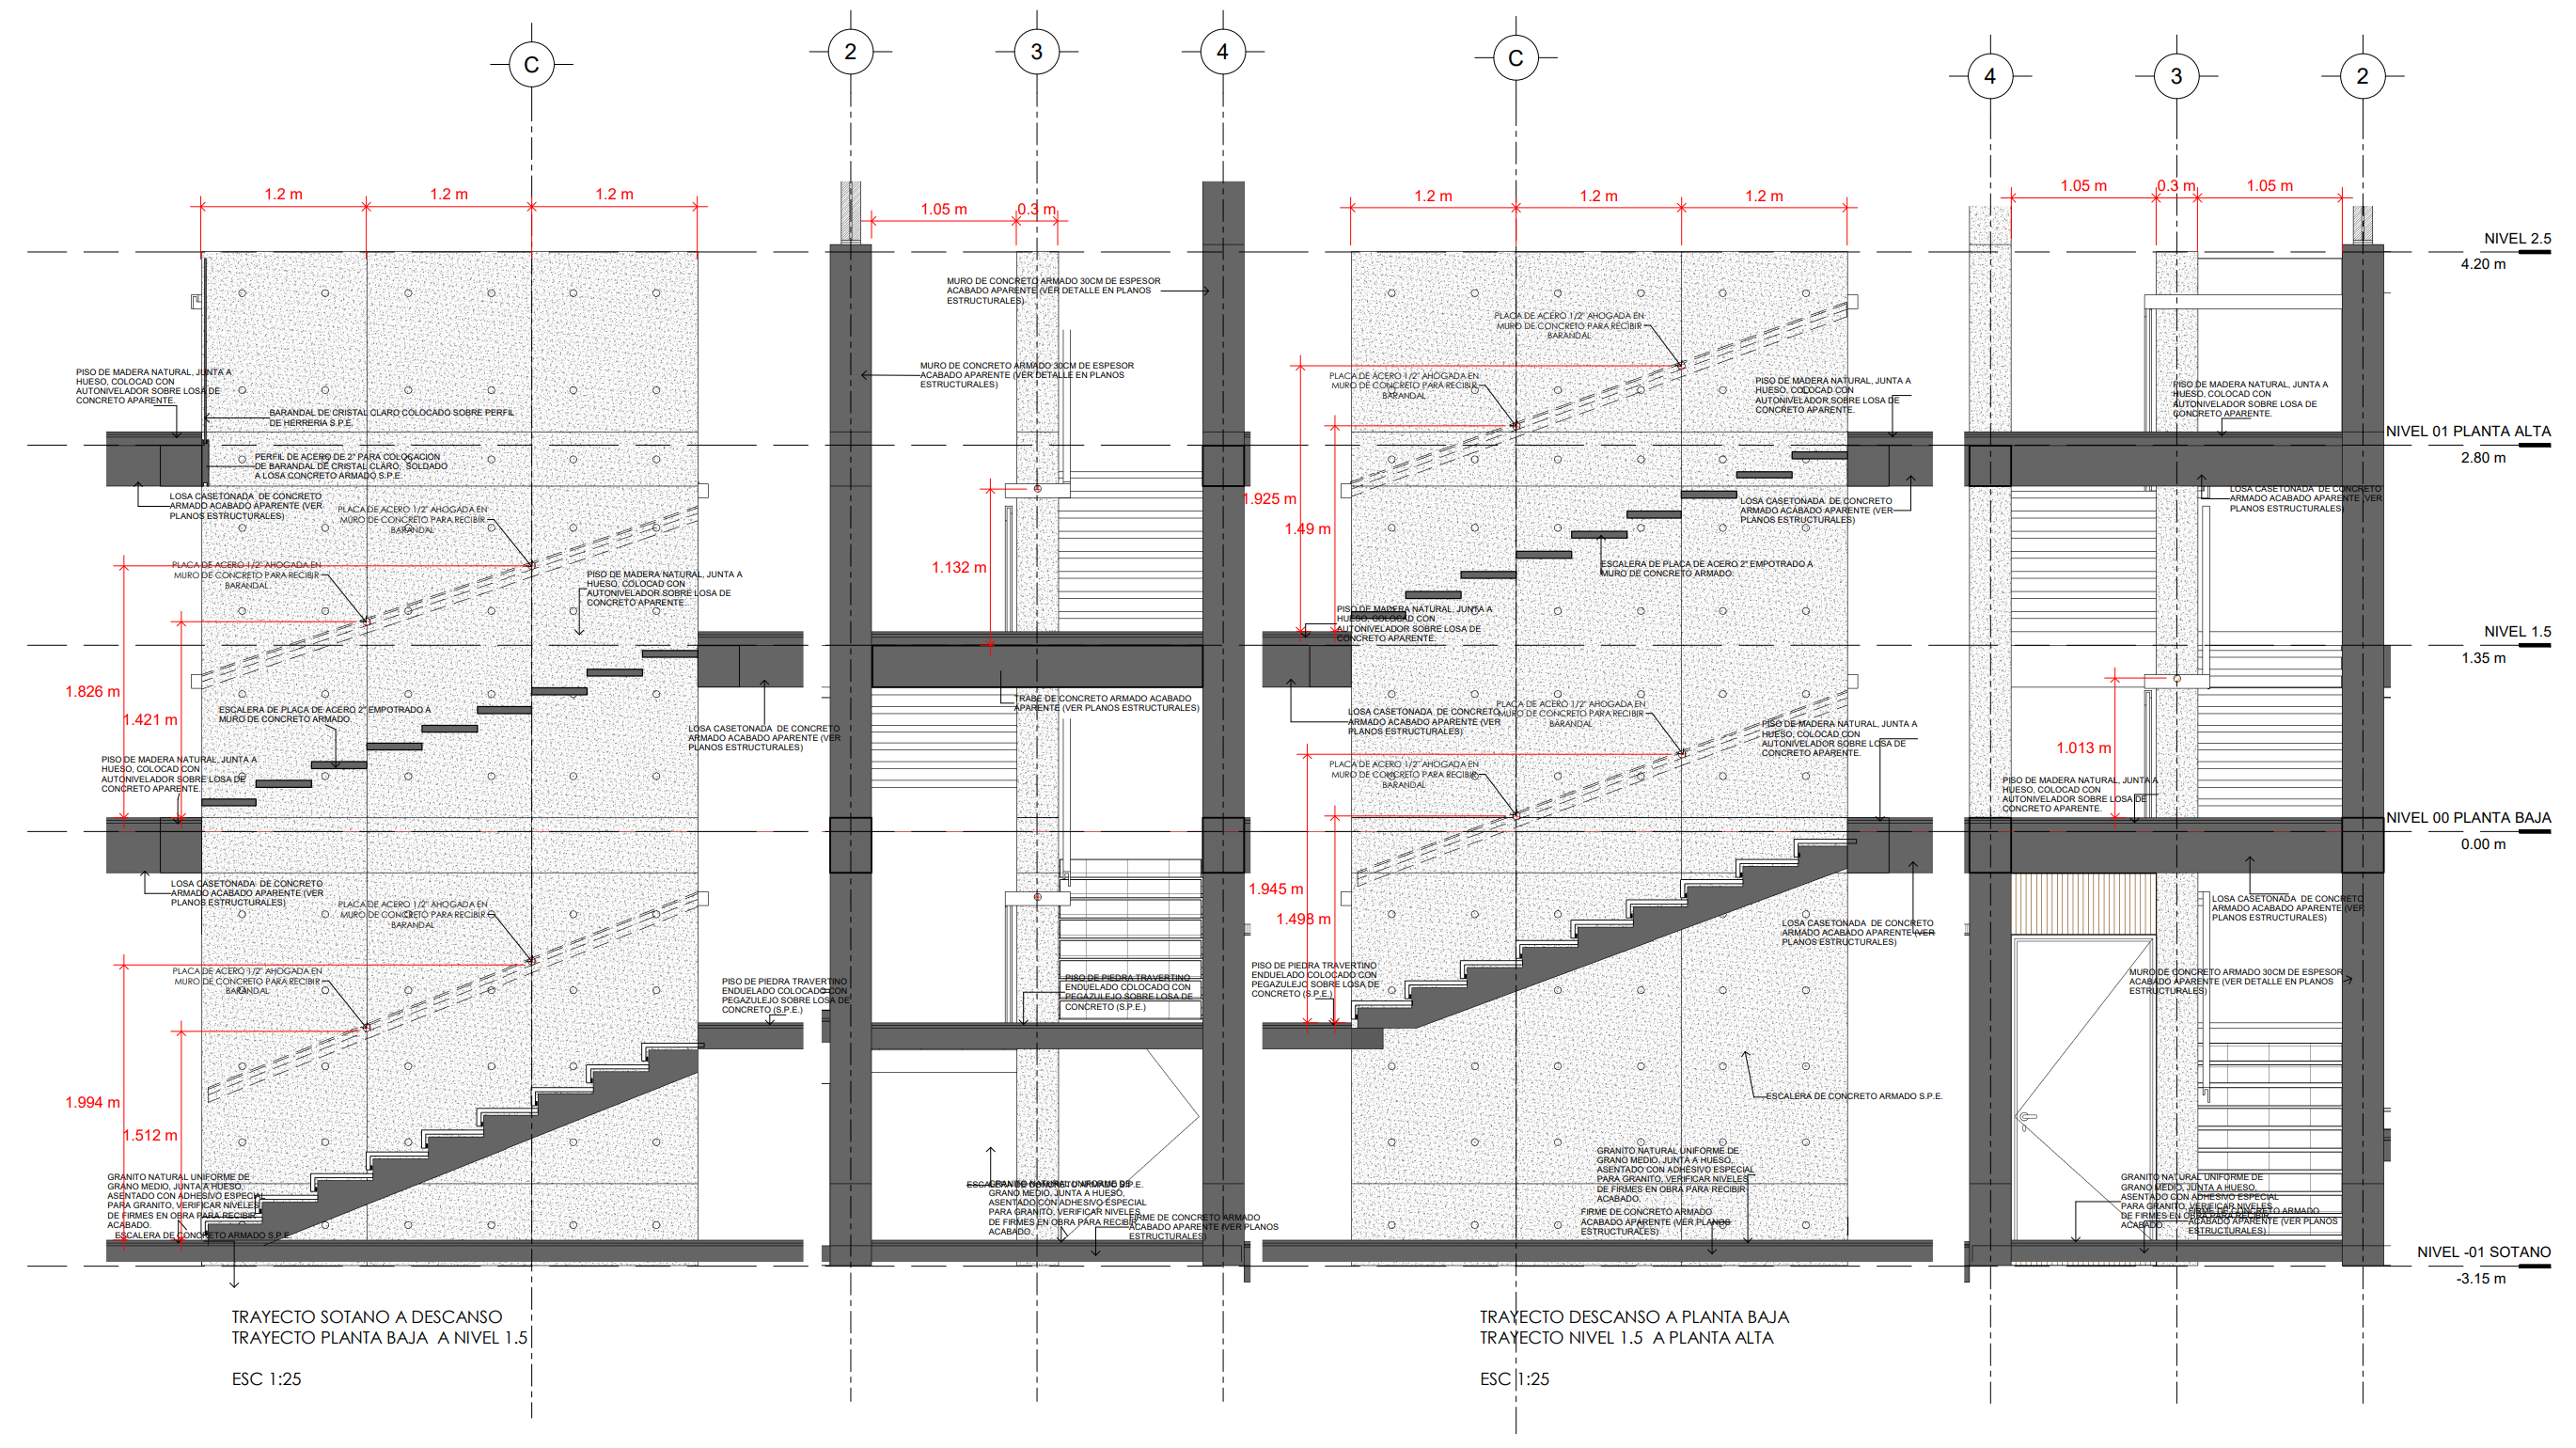 C
2
3
4
C
4
3
2
1.2 m
1.2 m
1.2 m
1.05 m
0.3 m
1.2 m
1.2 m
1.2 m
1.05 m
0.3 m
1.05 m
NIVEL 2.5
4.20 m
NIVEL 01 PLANTA ALTA
2.80 m
NIVEL 1.5
1.35 m
NIVEL 00 PLANTA BAJA
0.00 m
NIVEL -01 SOTANO
-3.15 m
PISO DE MADERA NATURAL, JUNTA A
HUESO, COLOCAD CON
AUTONIVELADOR SOBRE LOSA DE
CONCRETO APARENTE.
BARANDAL DE CRISTAL CLARO COLOCADO SOBRE PERFIL
DE HERRERIA S.P.E.
PERFIL DE ACERO DE 2" PARA COLOCACION
DE BARANDAL DE CRISTAL CLARO, SOLDADO
A LOSA CONCRETO ARMADO S.P.E
LOSA CASETONADA DE CONCRETO
ARMADO ACABADO APARENTE (VER
PLANOS ESTRUCTURALES)
PLACA DE ACERO 1/2" AHOGADA EN
MURO DE CONCRETO PARA RECIBIR
BARANDAL
PLACA DE ACERO 1/2" AHOGADA EN
MURO DE CONCRETO PARA RECIBIR
BARANDAL
PISO DE MADERA NATURAL, JUNTA A
HUESO, COLOCAD CON
AUTONIVELADOR SOBRE LOSA DE
CONCRETO APARENTE.
1.826 m
1.421 m
ESCALERA DE PLACA DE ACERO 2" EMPOTRADO A
MURO DE CONCRETO ARMADO.
LOSA CASETONADA DE CONCRETO
ARMADO ACABADO APARENTE (VER
PLANOS ESTRUCTURALES)
PISO DE MADERA NATURAL, JUNTA A
HUESO, COLOCAD CON
AUTONIVELADOR SOBRE LOSA DE
CONCRETO APARENTE.
LOSA CASETONADA DE CONCRETO
ARMADO ACABADO APARENTE (VER
PLANOS ESTRUCTURALES)
PLACA DE ACERO 1/2" AHOGADA EN
MURO DE CONCRETO PARA RECIBIR
BARANDAL
PLACA DE ACERO 1/2" AHOGADA EN
MURO DE CONCRETO PARA RECIBIR
BARANDAL
PISO DE PIEDRA TRAVERTINO
ENDUELADO COLOCADO CON
PEGAZULEJO SOBRE LOSA DE
CONCRETO (S.P.E.)
1.994 m
1.512 m
GRANITO NATURAL UNIFORME DE
GRANO MEDIO, JUNTA A HUESO,
ASENTADO CON ADHESIVO ESPECIAL
PARA GRANITO, VERIFICAR NIVELES
DE FIRMES EN OBRA PARA RECIBIR
ACABADO.
ESCALERA DE CONCRETO ARMADO S.P.E.
MURO DE CONCRETO ARMADO 30CM DE ESPESOR
ACABADO APARENTE (VER DETALLE EN PLANOS
ESTRUCTURALES)
MURO DE CONCRETO ARMADO 30CM DE ESPESOR
ACABADO APARENTE (VER DETALLE EN PLANOS
ESTRUCTURALES)
1.132 m
TRABE DE CONCRETO ARMADO ACABADO
APARENTE (VER PLANOS ESTRUCTURALES)
PISO DE PIEDRA TRAVERTINO
ENDUELADO COLOCADO CON
PEGAZULEJO SOBRE LOSA DE
CONCRETO (S.P.E.)
ESCALERA DE CONCRETO ARMADO S.P.E.
GRANITO NATURAL UNIFORME DE
GRANO MEDIO, JUNTA A HUESO,
ASENTADO CON ADHESIVO ESPECIAL
PARA GRANITO, VERIFICAR NIVELES
DE FIRMES EN OBRA PARA RECIBIR
ACABADO.
FIRME DE CONCRETO ARMADO
ACABADO APARENTE (VER PLANOS
ESTRUCTURALES)
PLACA DE ACERO 1/2" AHOGADA EN
MURO DE CONCRETO PARA RECIBIR
BARANDAL
PLACA DE ACERO 1/2" AHOGADA EN
MURO DE CONCRETO PARA RECIBIR
BARANDAL
PISO DE MADERA NATURAL, JUNTA A
HUESO, COLOCAD CON
AUTONIVELADOR SOBRE LOSA DE
CONCRETO APARENTE.
1.925 m
1.49 m
LOSA CASETONADA DE CONCRETO
ARMADO ACABADO APARENTE (VER
PLANOS ESTRUCTURALES)
ESCALERA DE PLACA DE ACERO 2" EMPOTRADO A
MURO DE CONCRETO ARMADO.
PISO DE MADERA NATURAL, JUNTA A
HUESO, COLOCAD CON
AUTONIVELADOR SOBRE LOSA DE
CONCRETO APARENTE.
LOSA CASETONADA DE CONCRETO
ARMADO ACABADO APARENTE (VER
PLANOS ESTRUCTURALES)
PLACA DE ACERO 1/2" AHOGADA EN
MURO DE CONCRETO PARA RECIBIR
BARANDAL
PISO DE MADERA NATURAL, JUNTA A
HUESO, COLOCAD CON
AUTONIVELADOR SOBRE LOSA DE
CONCRETO APARENTE.
PLACA DE ACERO 1/2" AHOGADA EN
MURO DE CONCRETO PARA RECIBIR
BARANDAL
1.945 m
1.498 m
LOSA CASETONADA DE CONCRETO
ARMADO ACABADO APARENTE (VER
PLANOS ESTRUCTURALES)
PISO DE PIEDRA TRAVERTINO
ENDUELADO COLOCADO CON
PEGAZULEJO SOBRE LOSA DE
CONCRETO (S.P.E.)
ESCALERA DE CONCRETO ARMADO S.P.E.
GRANITO NATURAL UNIFORME DE
GRANO MEDIO, JUNTA A HUESO,
ASENTADO CON ADHESIVO ESPECIAL
PARA GRANITO, VERIFICAR NIVELES
DE FIRMES EN OBRA PARA RECIBIR
ACABADO.
FIRME DE CONCRETO ARMADO
ACABADO APARENTE (VER PLANOS
ESTRUCTURALES)
PISO DE MADERA NATURAL, JUNTA A
HUESO, COLOCAD CON
AUTONIVELADOR SOBRE LOSA DE
CONCRETO APARENTE.
LOSA CASETONADA DE CONCRETO
ARMADO ACABADO APARENTE (VER
PLANOS ESTRUCTURALES)
1.013 m
PISO DE MADERA NATURAL, JUNTA A
HUESO, COLOCAD CON
AUTONIVELADOR SOBRE LOSA DE
CONCRETO APARENTE.
LOSA CASETONADA DE CONCRETO
ARMADO ACABADO APARENTE (VER
PLANOS ESTRUCTURALES)
MURO DE CONCRETO ARMADO 30CM DE ESPESOR
ACABADO APARENTE (VER DETALLE EN PLANOS
ESTRUCTURALES)
GRANITO NATURAL UNIFORME DE
GRANO MEDIO, JUNTA A HUESO,
ASENTADO CON ADHESIVO ESPECIAL
PARA GRANITO, VERIFICAR NIVELES
DE FIRMES EN OBRA PARA RECIBIR
ACABADO.
FIRME DE CONCRETO ARMADO
ACABADO APARENTE (VER PLANOS
ESTRUCTURALES)
TRAYECTO SOTANO A DESCANSO
TRAYECTO PLANTA BAJA A NIVEL 1.5
ESC 1:25
TRAYECTO DESCANSO A PLANTA BAJA
TRAYECTO NIVEL 1.5 A PLANTA ALTA
ESC 1:25